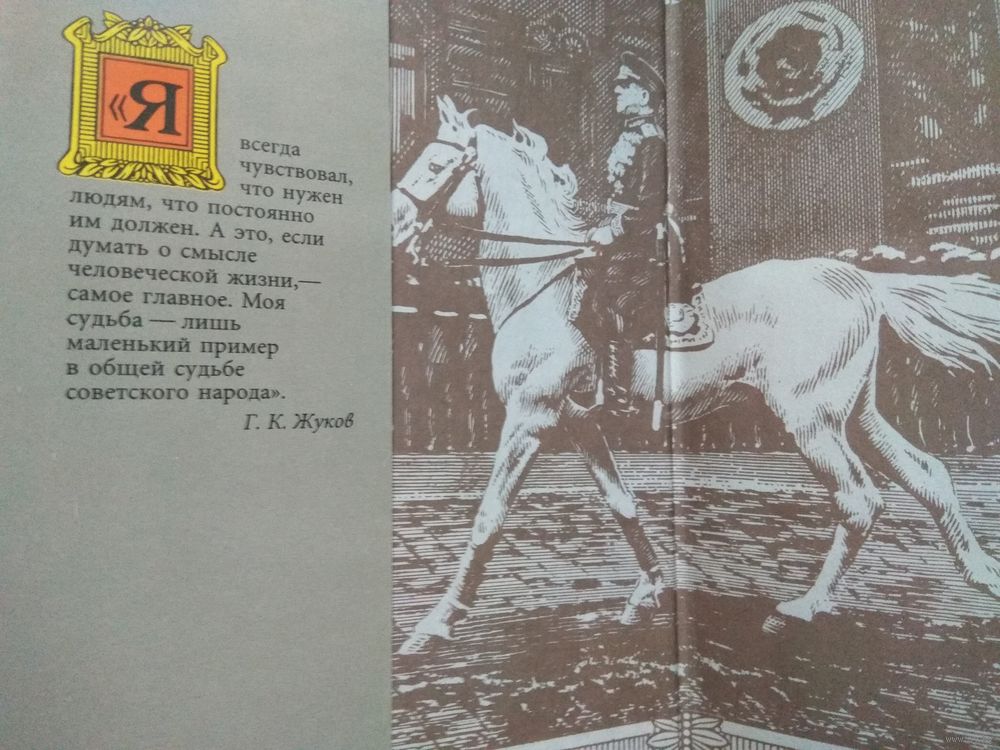 «Я
всегда
чувствовал,
что нужен
людям, что постоянно
им должен. А это, если
думать о смысле
человеческой жизни,—
самое главное. Моя
судьба — лишь
маленький пример
в общей судьбе
советского народа».
Г. К. Жуков